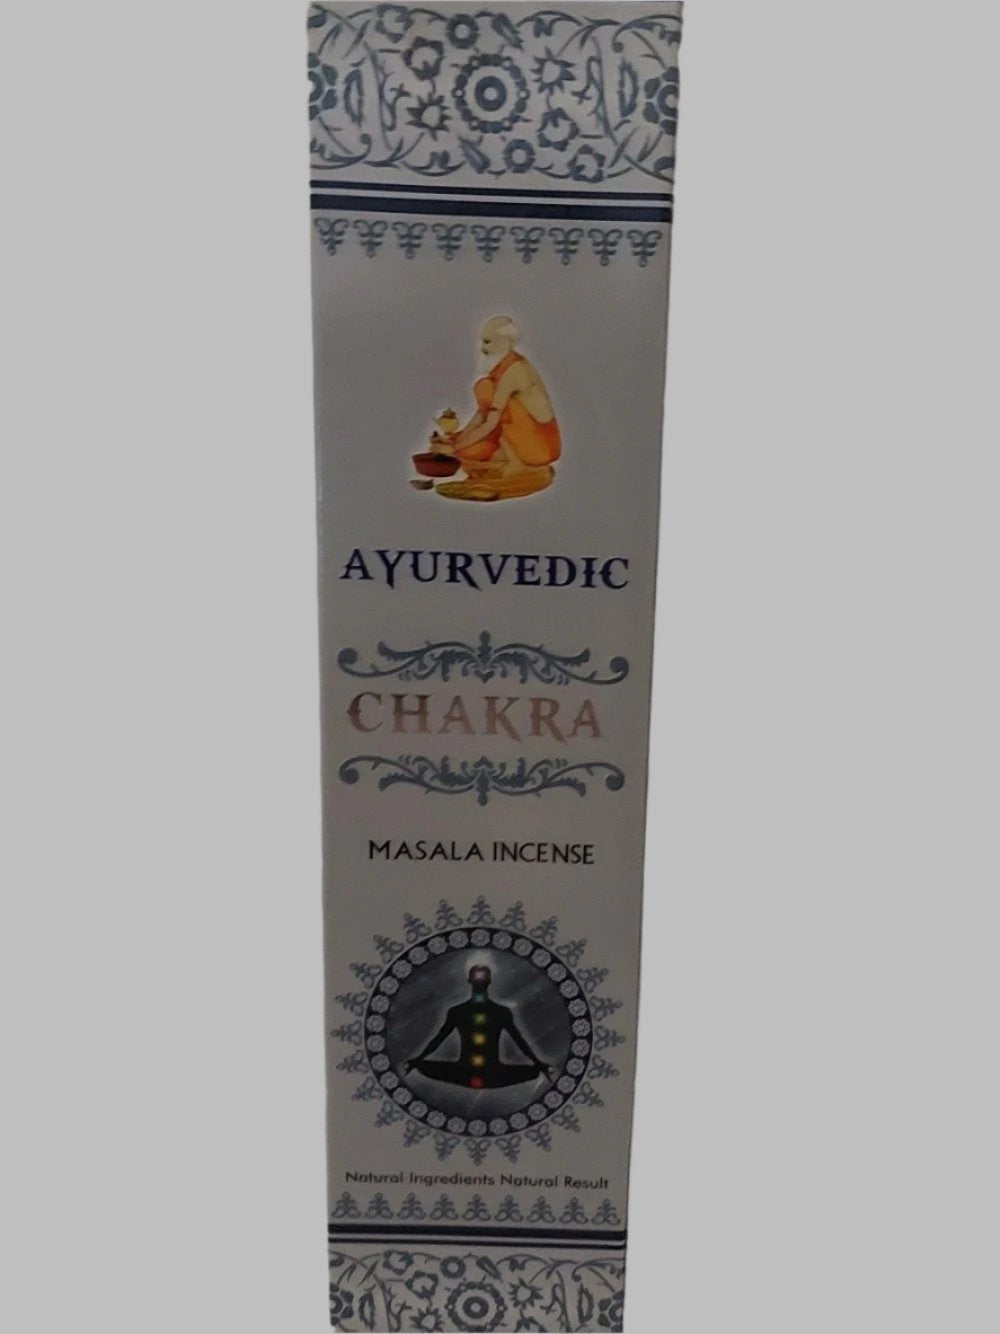 AYURVEDIC
CHAKRA
MASALA INCENSE
Natural Ingredients Natural Result